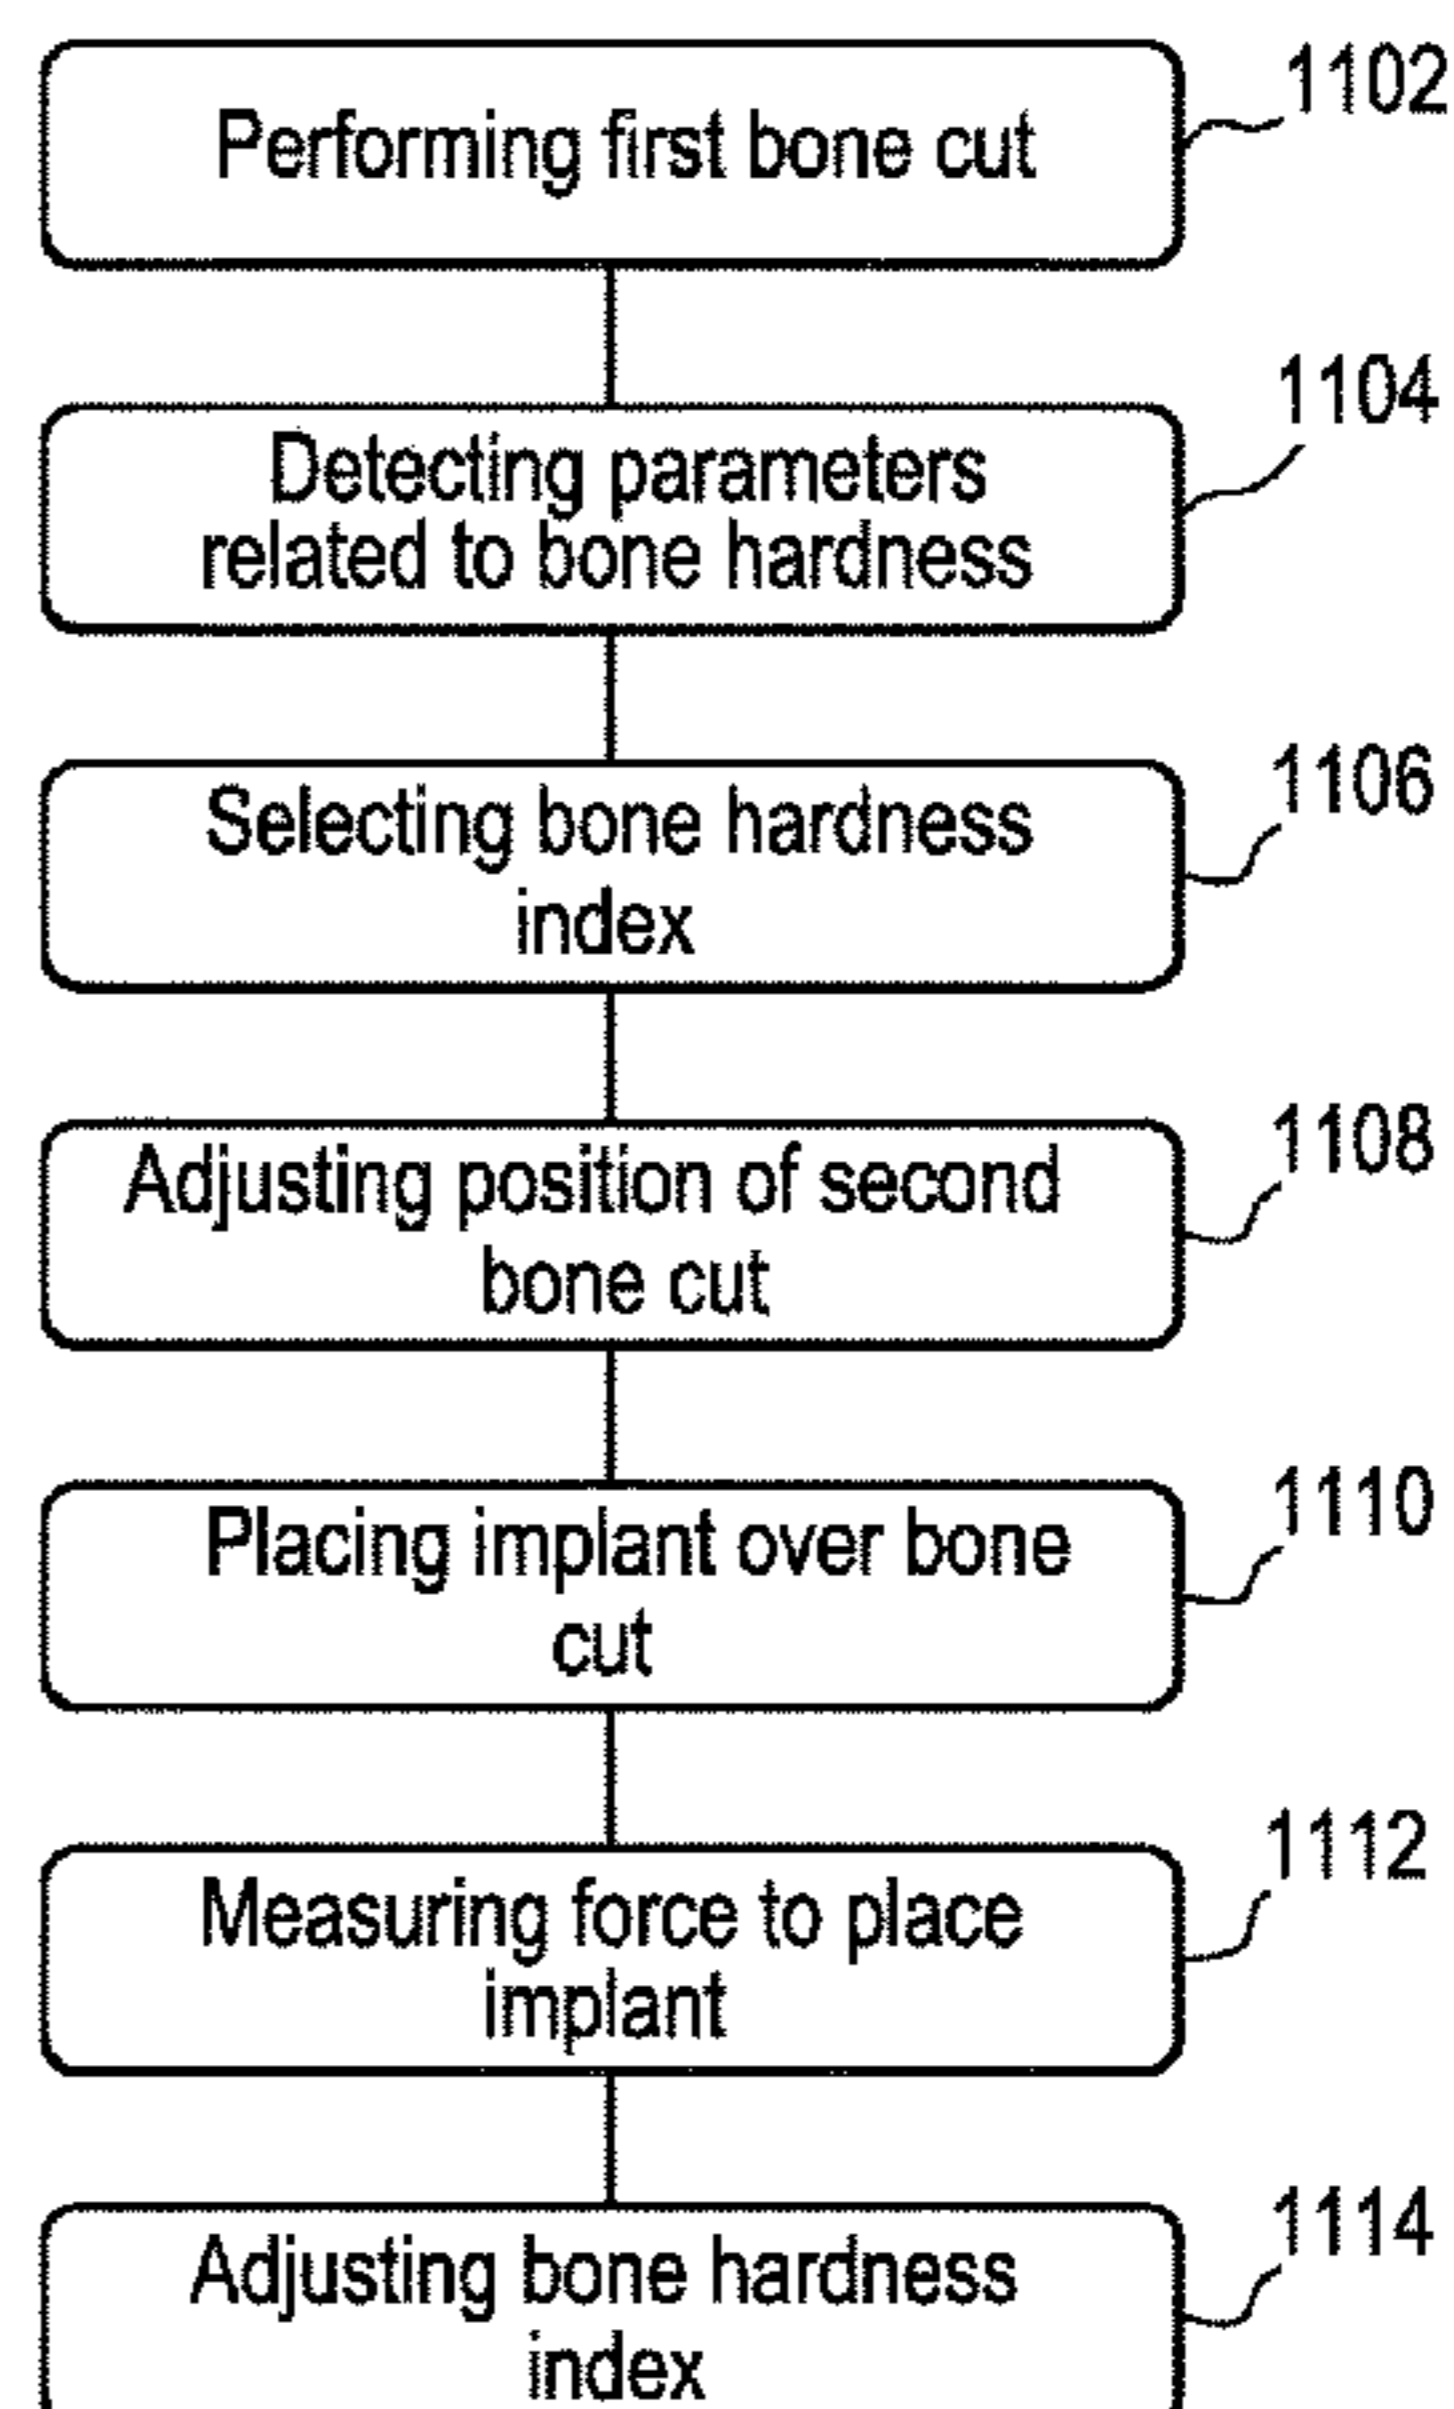 1102
Performing first bone cut
1104
Detecting parameters
related to bone hardness
1106
Selecting bone hardness
index
1108
Adjusting position of second
bone cut
1110
Placing implant over bone
cut
1112
Measuring force to place
implant
1114
Adjusting bone hardness
index